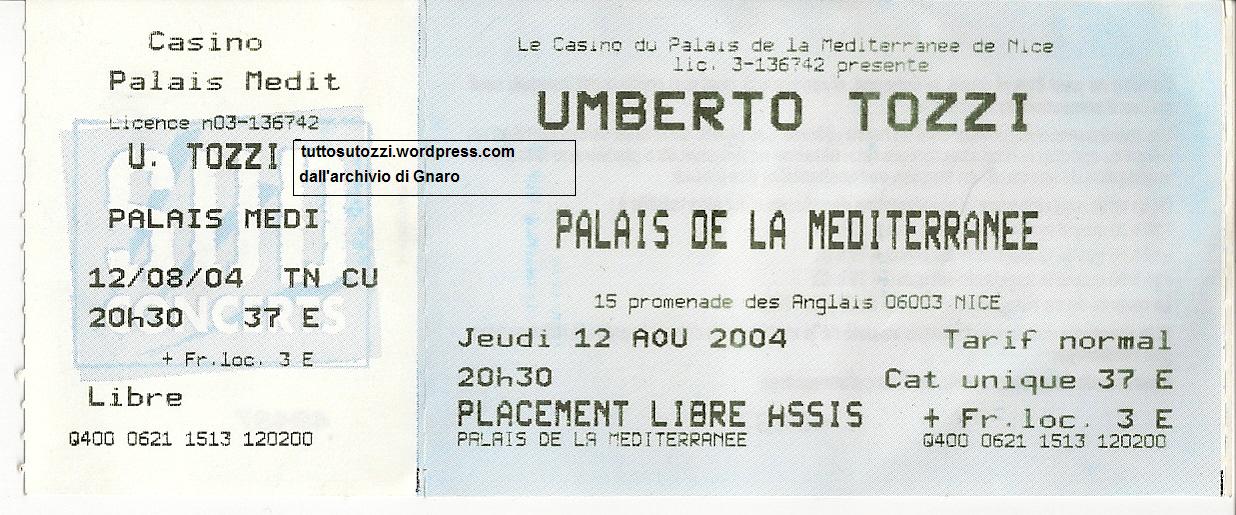 Casino
Palais Medit
Licence n03-136742
U. TOZZI
tuttosutozzi.wordpress.com
dall'archivio di Gnaro
PALAIS MEDI
12/08/04 TN CU
20h30 37 E
+ Fr.loc. 3 E
Libre
Q400 0621 1513 120200
CONCERTS
Le Casino du Palais de la Mediterranee de Nice
lic. 3-136742 presente
UMBERTO TOZZI
PALAIS DE LA MEDITERRANEE
15 promenade des Anglais 06003 NICE
Jeudi 12 AOU 2004 Tarif normal
20h30 Cat unique 37 E
PLACEMENT LIBRE ASSIS + Fr.loc. 3 E
PALAIS DE LA MEDITERRANEE Q400 0621 1513 120200